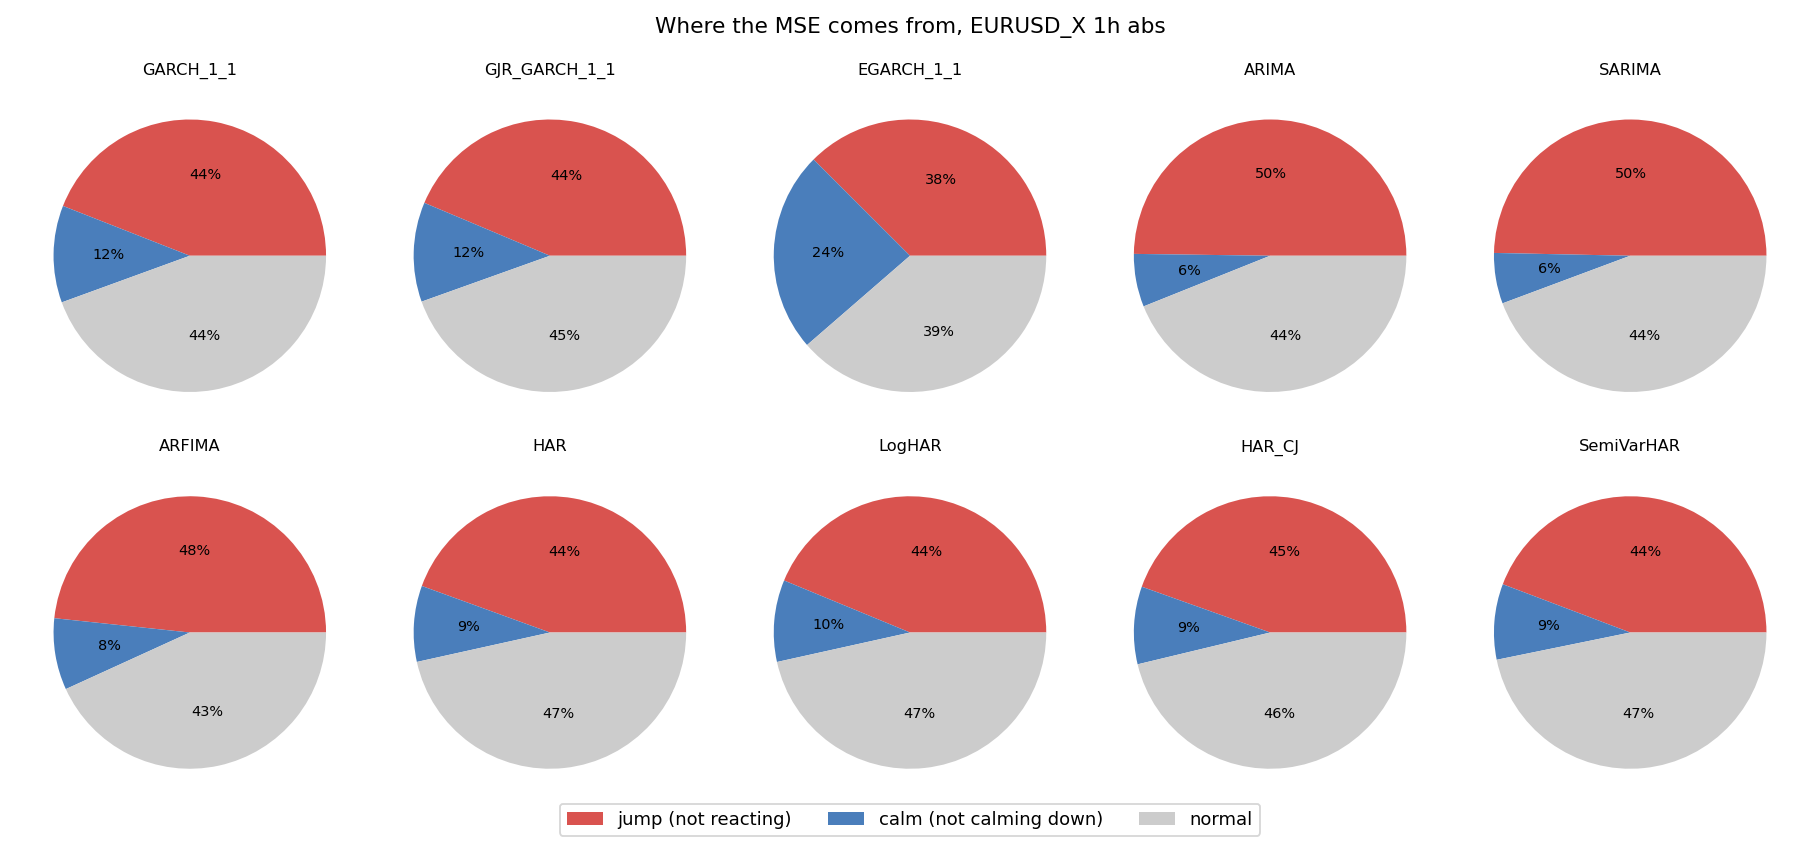 Where the MSE comes from, EURUSD_X 1h abs
GARCH_1_1
GJR_GARCH_1_1
EGARCH_1_1
ARIMA
SARIMA
44%
12%
44%
44%
12%
45%
38%
24%
39%
50%
6%
44%
50%
6%
44%
ARFIMA
HAR
LogHAR
HAR_CJ
SemiVarHAR
48%
8%
43%
44%
9%
47%
44%
10%
47%
45%
9%
46%
44%
9%
47%
jump (not reacting)
calm (not calming down)
normal